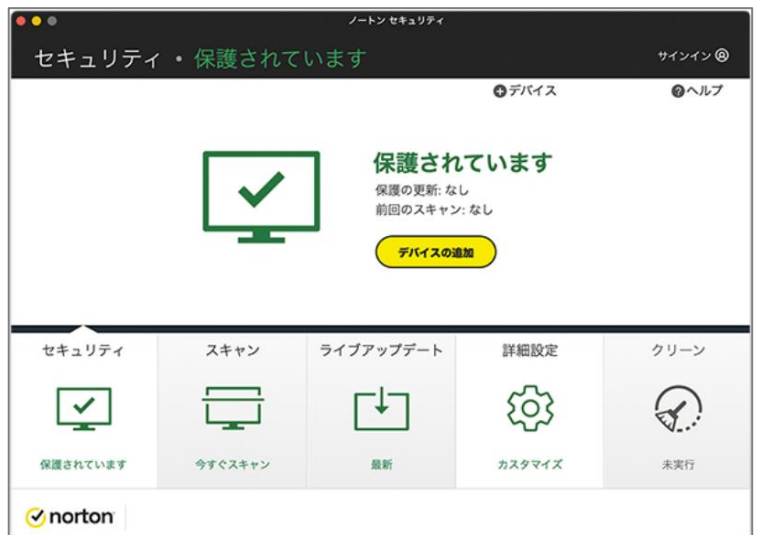 ノートン セキュリティ
セキュリティ • 保護されています
サインイン
デバイス
ヘルプ
保護されています
保護の更新: なし
前回のスキャン: なし
デバイスの追加
セキュリティ
スキャン
ライブアップデート
詳細設定
クリーン
保護されています
今すぐスキャン
最新
カスタマイズ
未実行
norton